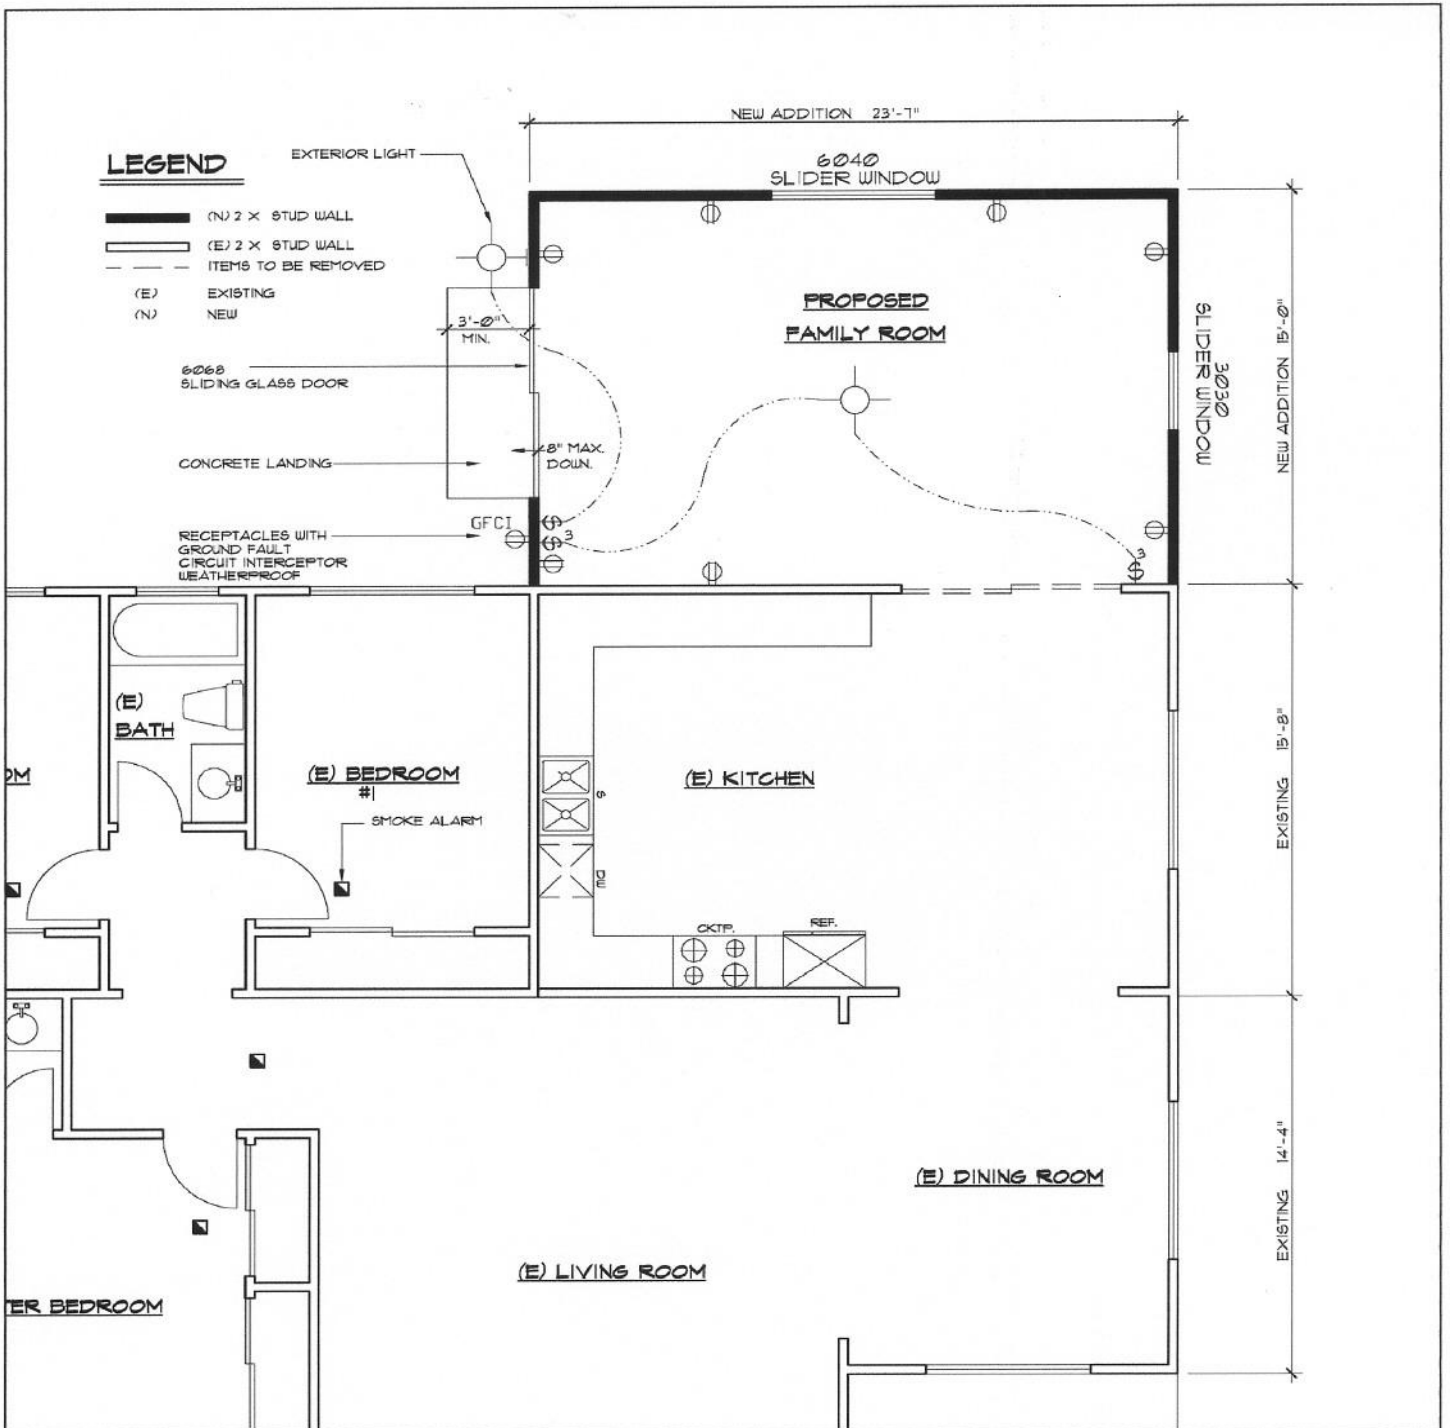 NEW ADDITION 23'-7"
LEGEND
EXTERIOR LIGHT
6040
SLIDER WINDOW
(N) 2 X STUD WALL
(E) 2 X STUD WALL
ITEMS TO BE REMOVED
(E) EXISTING
(N) NEW
PROPOSED
FAMILY ROOM
3'-0"
MIN.
6068
SLIDING GLASS DOOR
3030
SLIDER WINDOW
NEW ADDITION 15'-0"
8" MAX.
DOWN.
CONCRETE LANDING
GFCI
RECEPTACLES WITH
GROUND FAULT
CIRCUIT INTERCEPTOR
WEATHERPROOF
S
S 3
3
S
(E)
BATH
OM
(E) BEDROOM
#1
SMOKE ALARM
(E) KITCHEN
S
DW
EXISTING 15'-8"
CKTP.
REF.
(E) DINING ROOM
EXISTING 14'-4"
(E) LIVING ROOM
TER BEDROOM